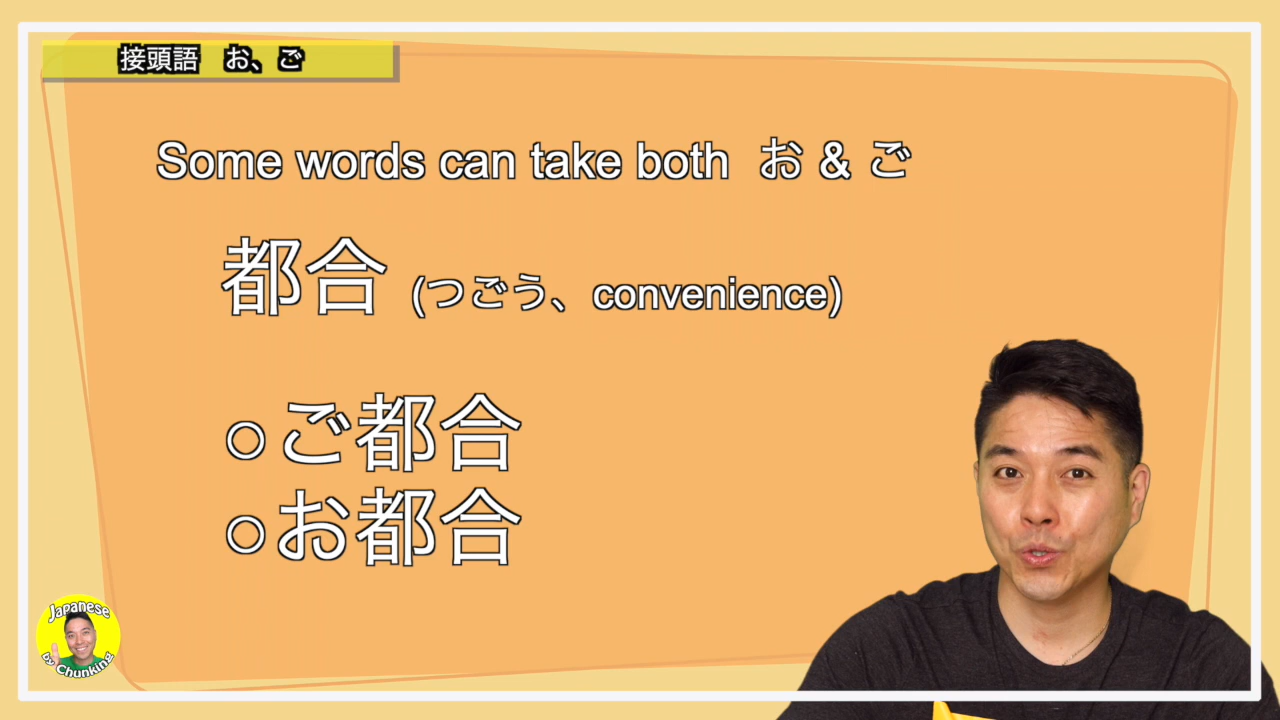 接頭語 お、ご
Some words can take both お & ご
都合 (つごう、convenience)
○ご都合
○お都合
Japanese
by Chunking